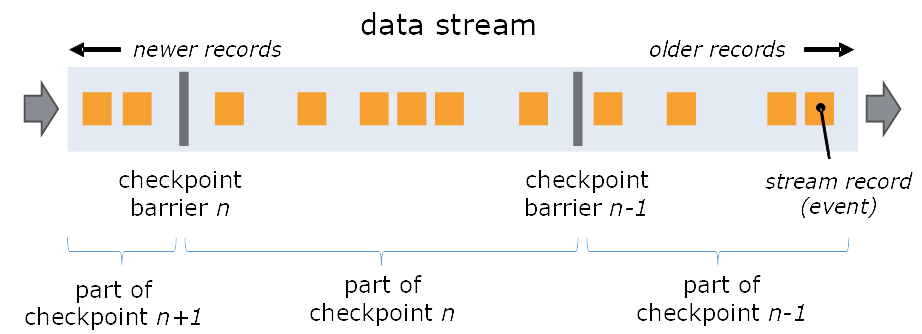 data stream
newer records
older records
checkpoint
barrier n
checkpoint
barrier n-1
stream record
(event)
part of
checkpoint n+1
part of
checkpoint n
part of
checkpoint n-1